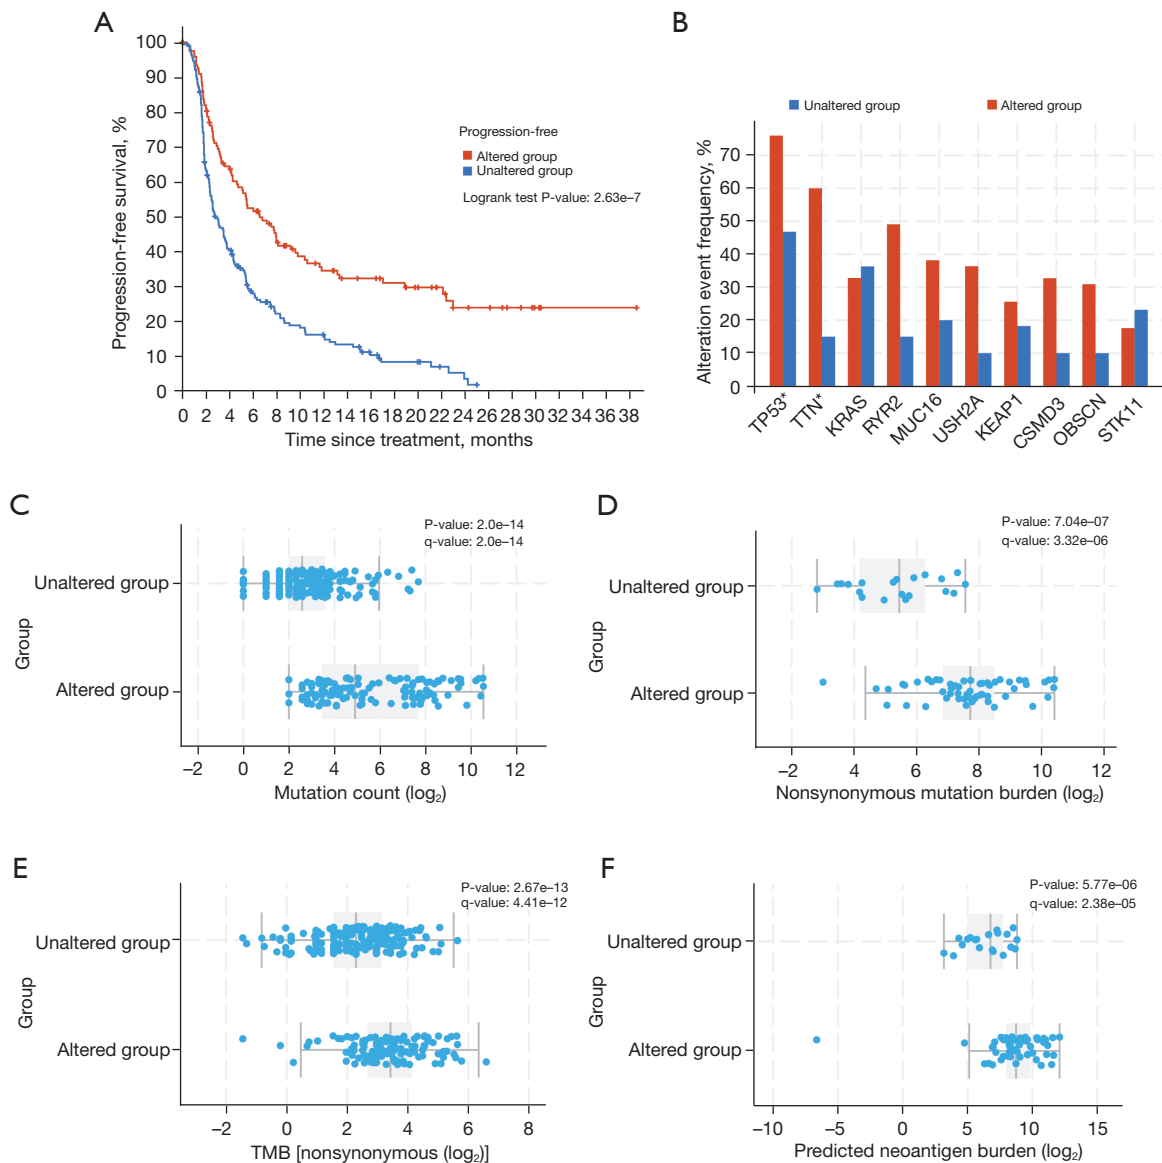 A
Progression-free survival, %
100
90
80
70
60
50
40
30
20
10
0
Progression-free
Altered group
Unaltered group
Logrank test P-value: 2.63e–7
0 2 4 6 8 10 12 14 16 18 20 22 24 26 28 30 32 34 36 38
Time since treatment, months
B
Unaltered group Altered group
Alteration event frequency, %
70
60
50
40
30
20
10
0
TP53* TTN* KRAS RYR2 MUC16 USH2A KEAP1 CSMD3 OBSCN STK11
C
P-value: 2.0e–14
q-value: 2.0e–14
Group
Unaltered group
Altered group
–2 0 2 4 6 8 10 12
Mutation count (log2)
D
P-value: 7.04e–07
q-value: 3.32e–06
Group
Unaltered group
Altered group
–2 4 6 8 10 12
Nonsynonymous mutation burden (log2)
E
P-value: 2.67e–13
q-value: 4.41e–12
Group
Unaltered group
Altered group
–2 0 2 4 6 8
TMB [nonsynonymous (log2)]
F
P-value: 5.77e–06
q-value: 2.38e–05
Group
Unaltered group
Altered group
–10 –5 0 5 10 15
Predicted neoantigen burden (log2)